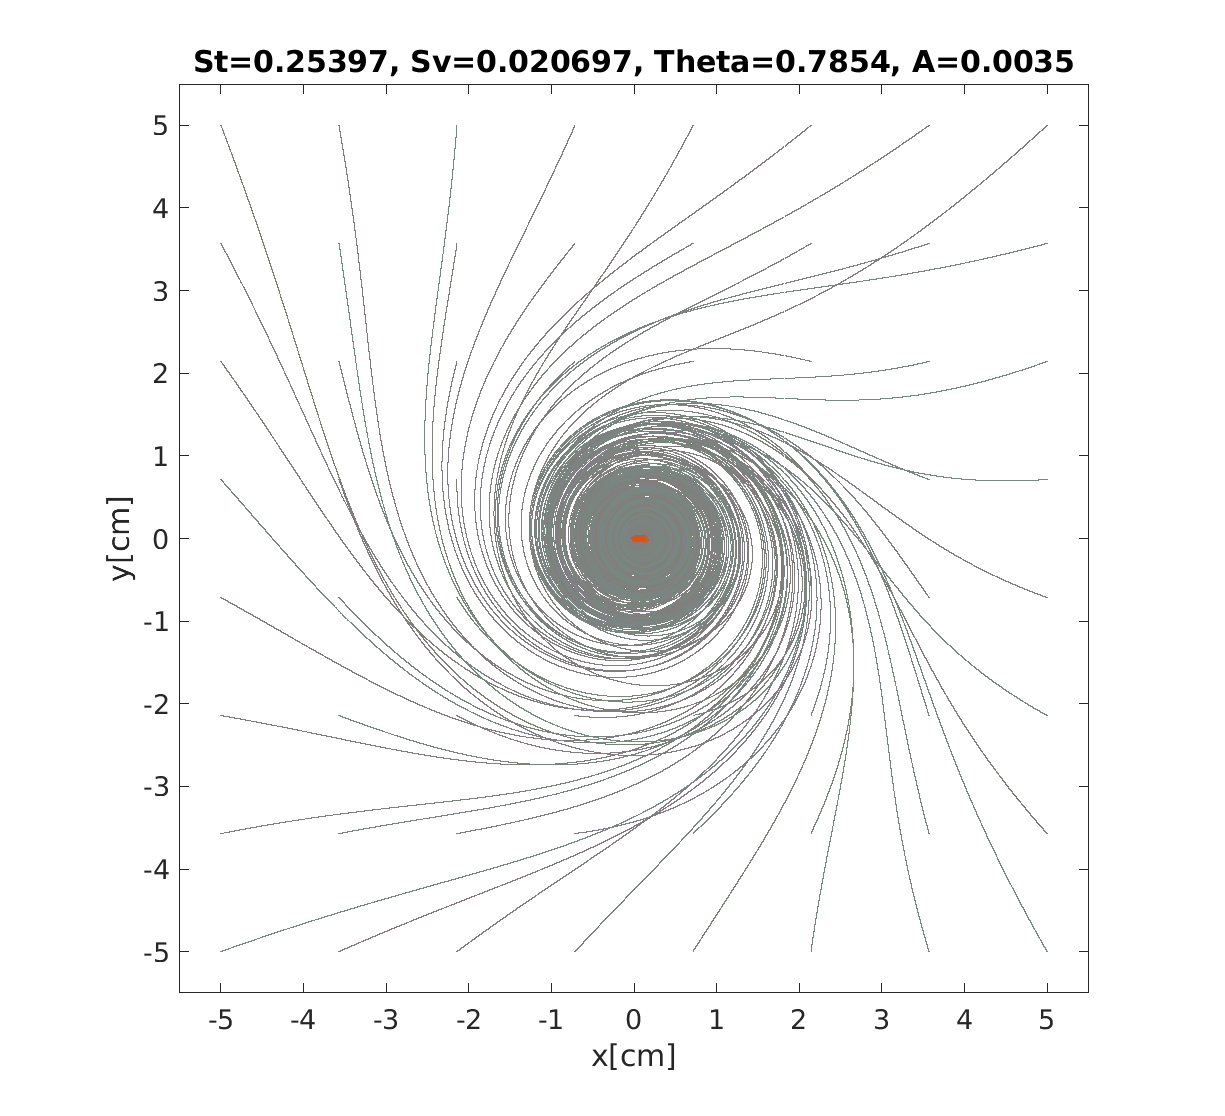 St=0.25397, Sv=0.020697, Theta=0.7854, A=0.0035
5
4
3
2
1
0
-1
-2
-3
-4
-5
y[cm]
-5 -4 -3 -2 -1 0 1 2 3 4 5
x[cm]